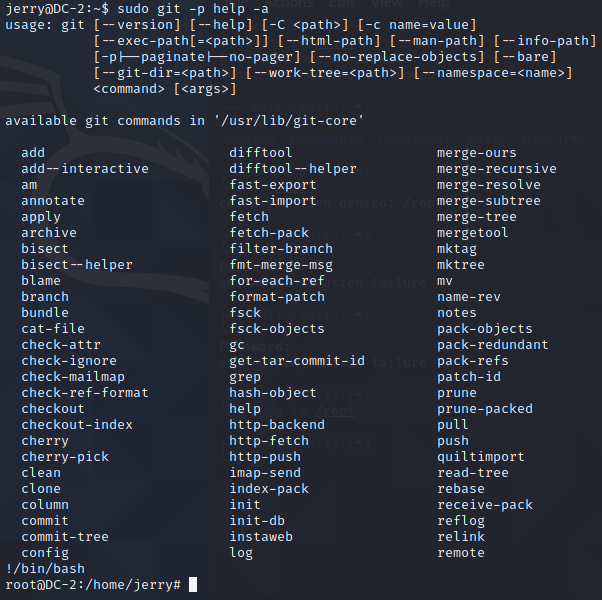 jerry@DC-2:~$ sudo git -p help -a
usage: git [--version] [--help] [-C <path>] [-c name=value]
[--exec-path[=<path>]] [--html-path] [--man-path] [--info-path]
[-p|--paginate|--no-pager] [--no-replace-objects] [--bare]
[--git-dir=<path>] [--work-tree=<path>] [--namespace=<name>]
<command> [<args>]
available git commands in '/usr/lib/git-core'
add difftool merge-ours
add--interactive difftool--helper merge-recursive
am fast-export merge-resolve
annotate fast-import merge-subtree
apply fetch merge-tree
archive fetch-pack mergetool
bisect filter-branch mktag
bisect--helper fmt-merge-msg mktree
blame for-each-ref mv
branch format-patch name-rev
bundle fsck notes
cat-file fsck-objects pack-objects
check-attr gc pack-redundant
check-ignore get-tar-commit-id pack-refs
check-mailmap grep patch-id
check-ref-format hash-object prune
checkout help prune-packed
checkout-index http-backend pull
cherry http-fetch push
cherry-pick http-push quiltimport
clean imap-send read-tree
clone index-pack rebase
column init receive-pack
commit init-db reflog
commit-tree instaweb relink
config log remote
!/bin/bash
root@DC-2:/home/jerry#